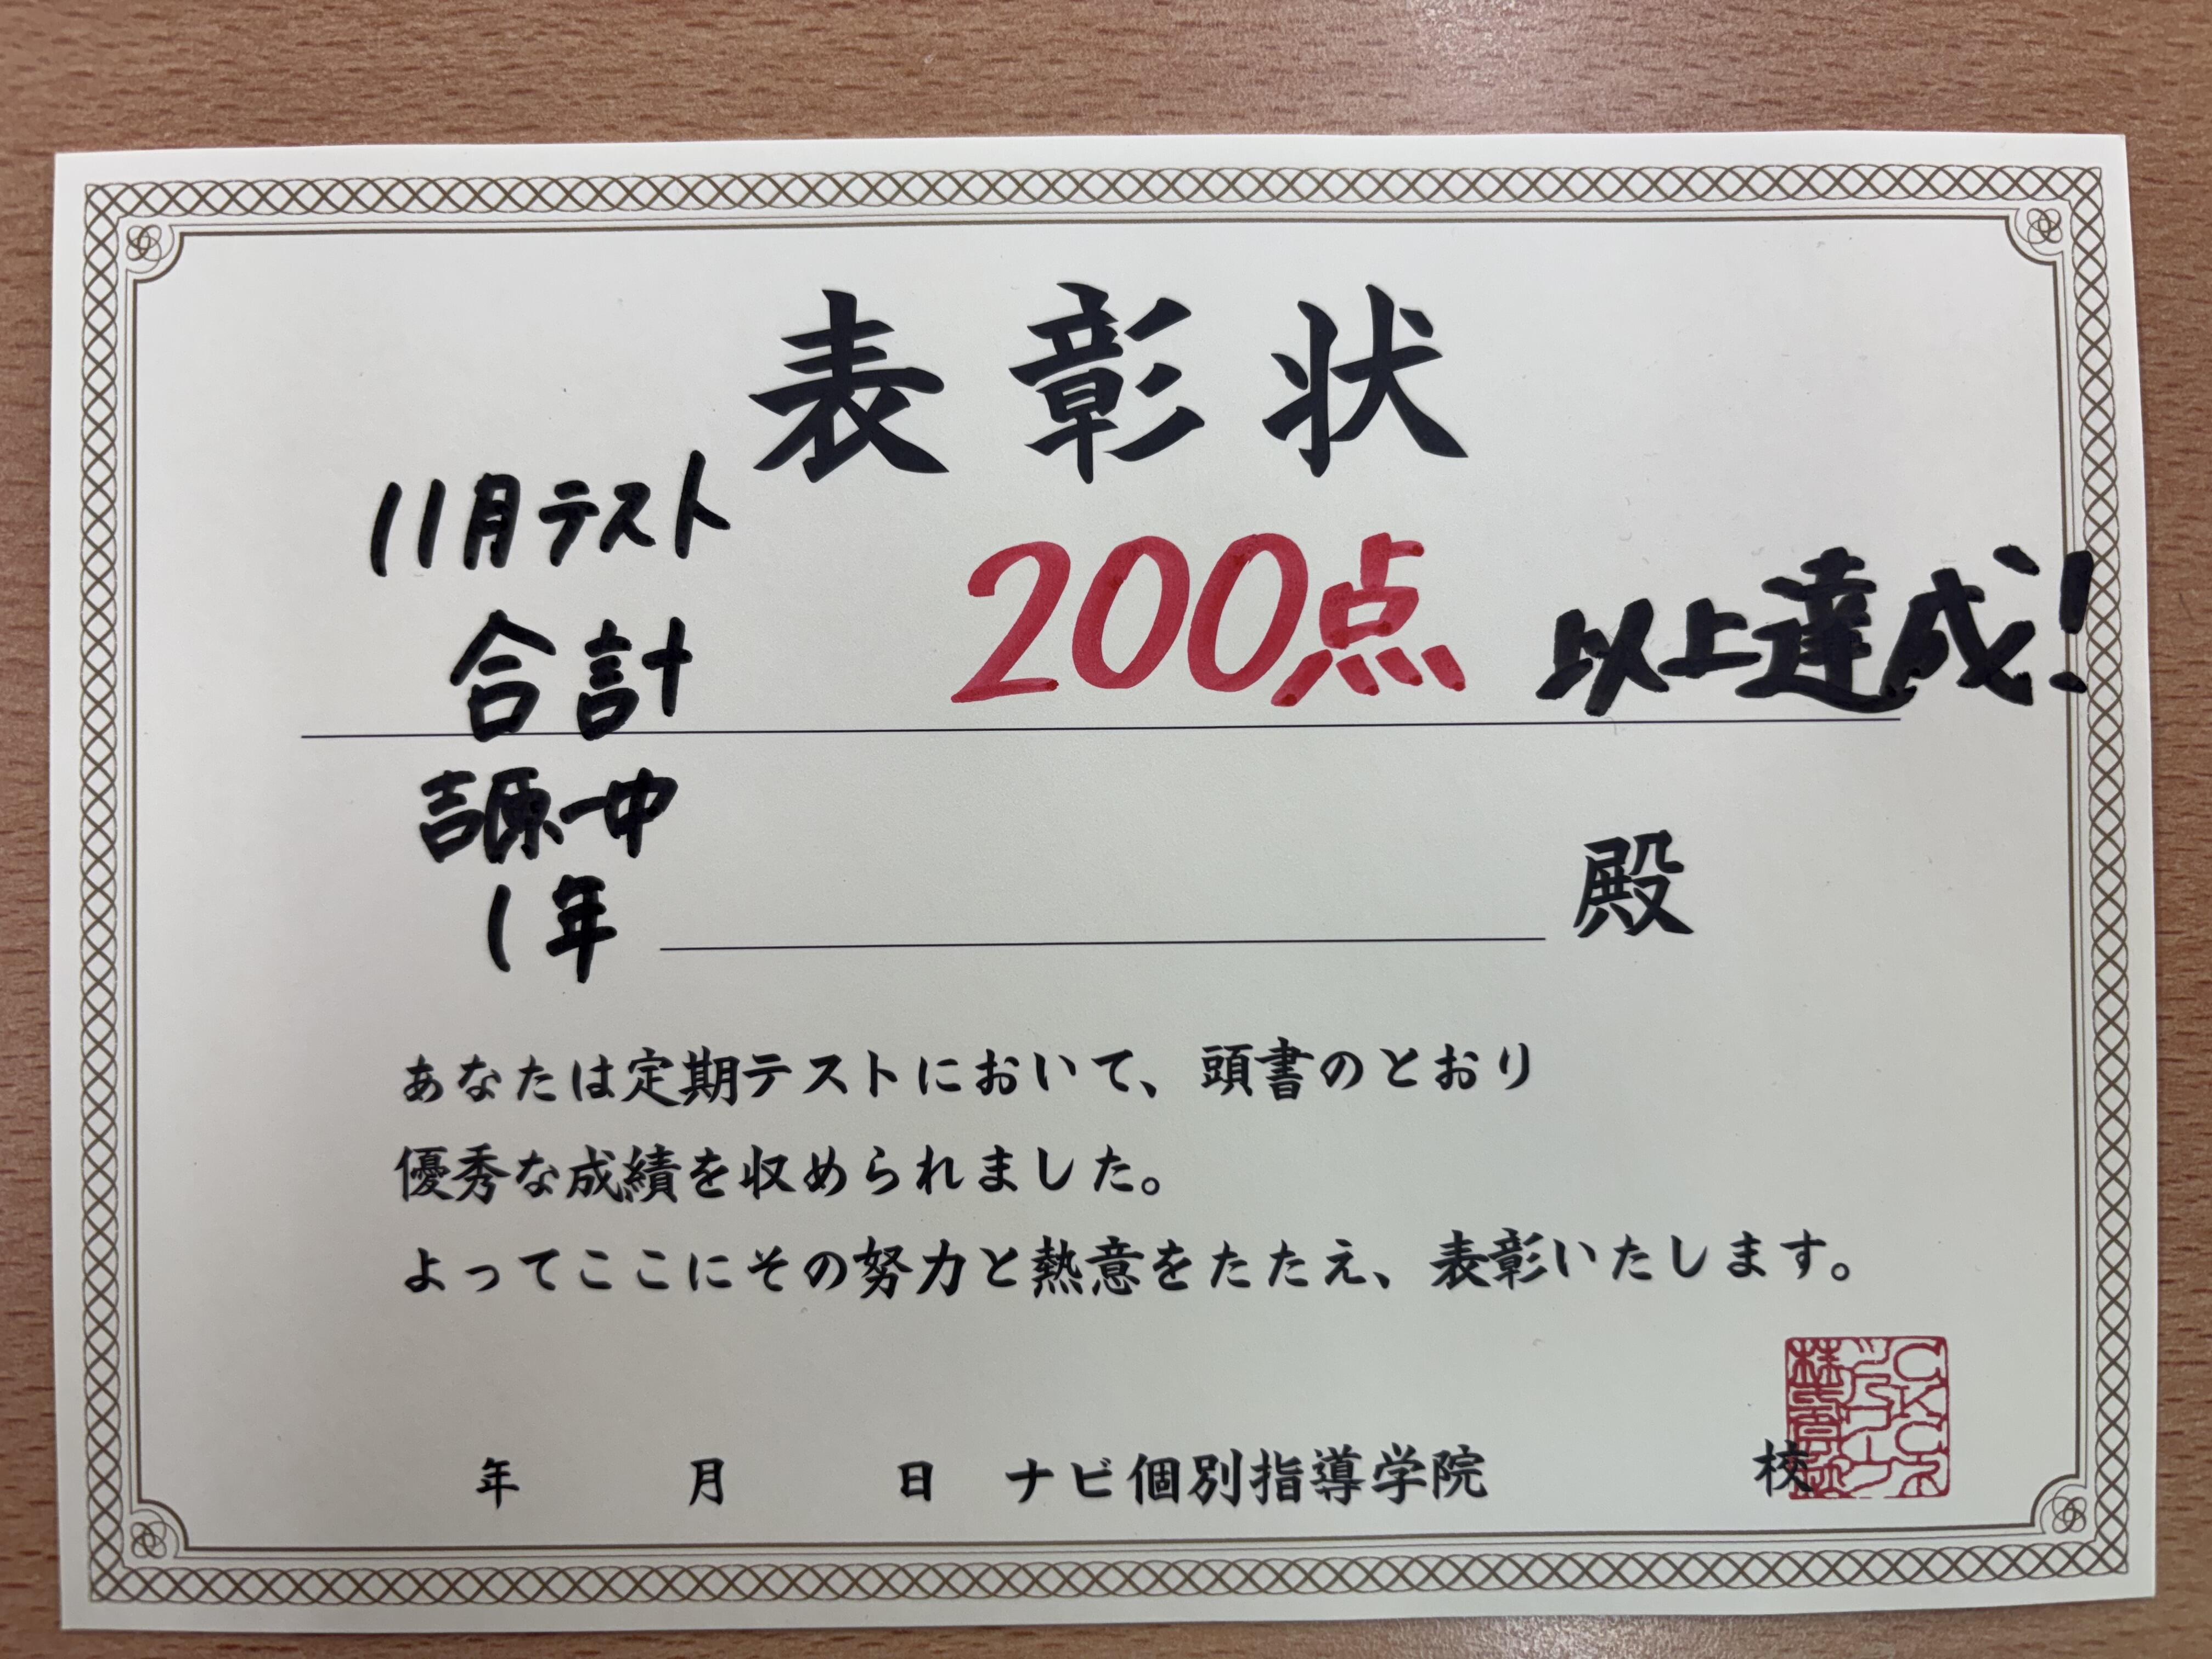 表彰状
11月テスト
合計 200点 以上達成!
吉原一中
1年 殿
あなたは定期テストにおいて、頭書のとおり
優秀な成績を収められました。
よってここにその努力と熱意をたたえ、表彰いたします。
年 月 日 ナビ個別指導学院 校